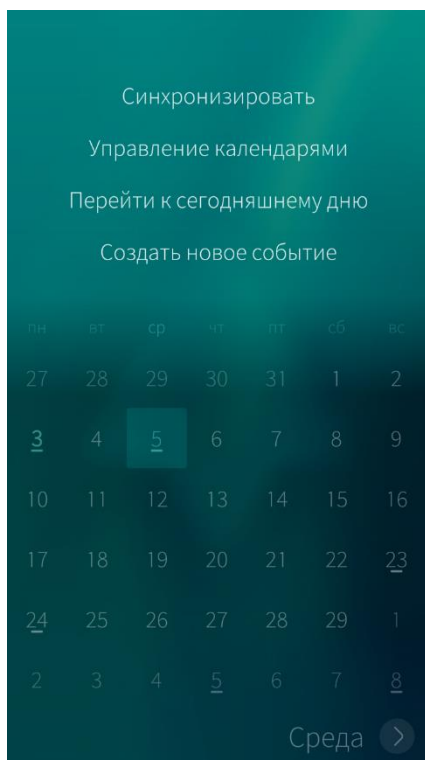 Синхронизировать
Управление календарями
Перейти к сегодняшнему дню
Создать новое событие
пн вт ср чт пт сб вс
27 28 29 30 31 1 2
3 4 5 6 7 8 9
10 11 12 13 14 15 16
17 18 19 20 21 22 23
24 25 26 27 28 29 1
2 3 4 5 6 7 8
Среда